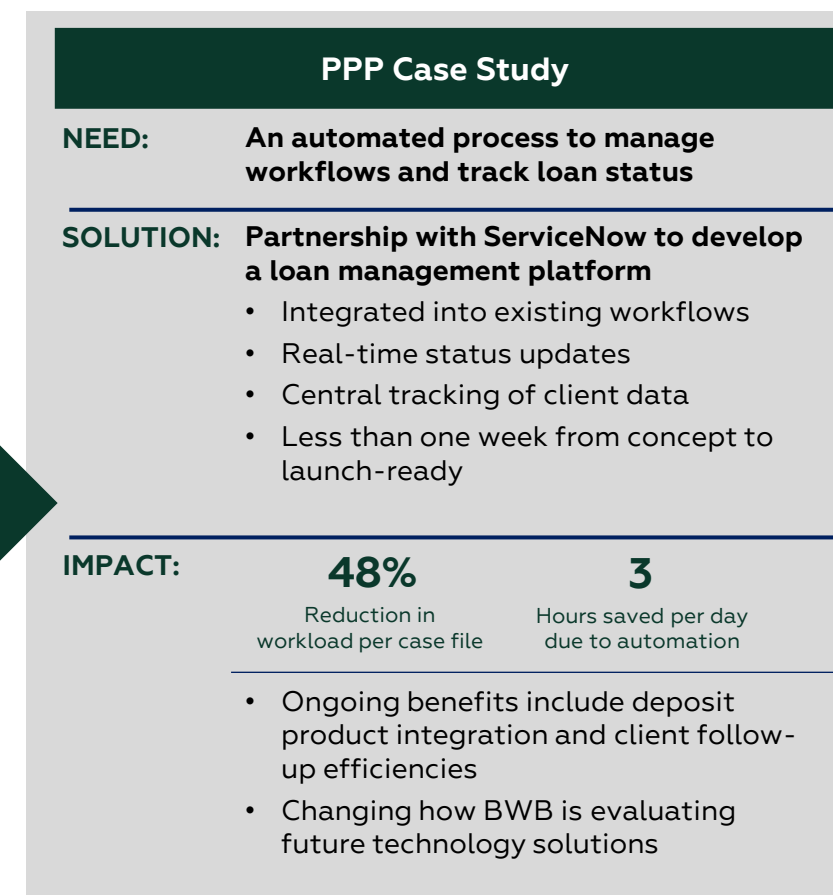 PPP Case Study
NEED: An automated process to manage
workflows and track loan status
SOLUTION: Partnership with ServiceNow to develop
a loan management platform
• Integrated into existing workflows
• Real-time status updates
• Central tracking of client data
• Less than one week from concept to
launch-ready
IMPACT: 48% 3
Reduction in Hours saved per day
workload per case file due to automation
• Ongoing benefits include deposit
product integration and client follow-
up efficiencies
• Changing how BWB is evaluating
future technology solutions